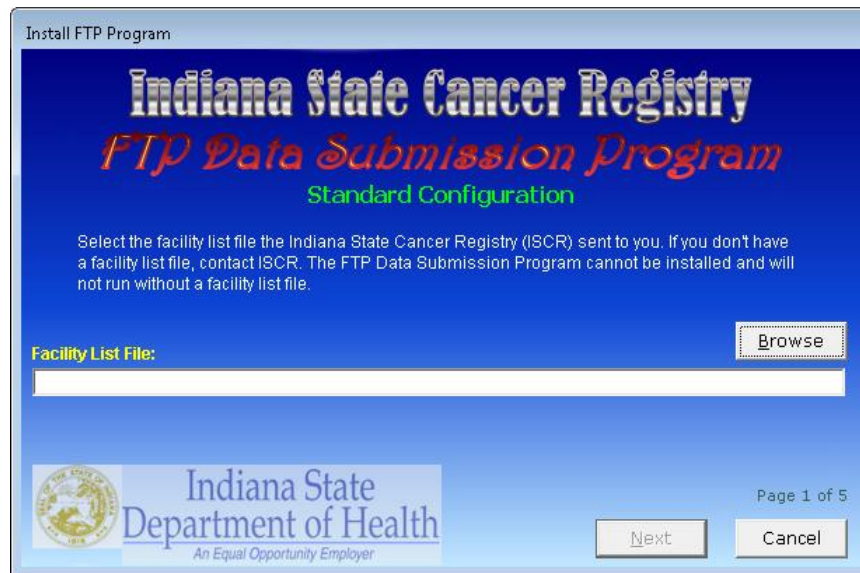 Install FTP Program
Indiana State Cancer Registry
FTP Data Submission Program
Standard Configuration
Select the facility list file the Indiana State Cancer Registry (ISCR) sent to you. If you don't have
a facility list file, contact ISCR. The FTP Data Submission Program cannot be installed and will
not run without a facility list file.
Browse
Facility List File:
Indiana State
Department of Health
An Equal Opportunity Employer
Page 1 of 5
Next
Cancel